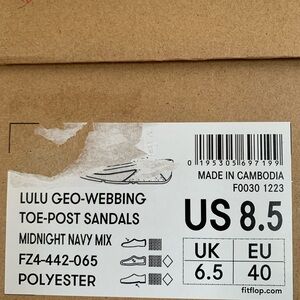 0 195305 697199
MADE IN CAMBODIA
F0030 1223
LULU GEO-WEBBING
TOE-POST SANDALS
MIDNIGHT NAVY MIX
FZ4-442-065
POLYESTER
US 8.5
UK EU
6.5 40
fitflop.com